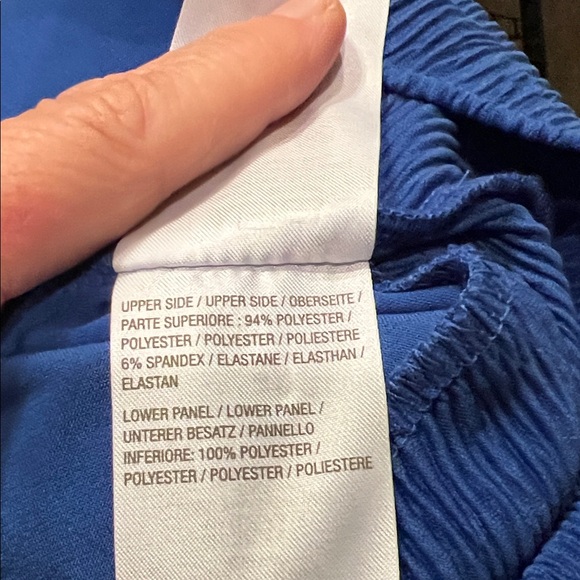 UPPER SIDE / UPPER SIDE / OBERSEITE /
PARTE SUPERIORE : 94% POLYESTER /
POLYESTER / POLYESTER / POLIESTERE
6% SPANDEX / ELASTANE / ELASTHAN /
ELASTAN
LOWER PANEL / LOWER PANEL /
UNTERER BESATZ / PANNELLO
INFERIORE: 100% POLYESTER /
POLYESTER / POLYESTER / POLIESTERE